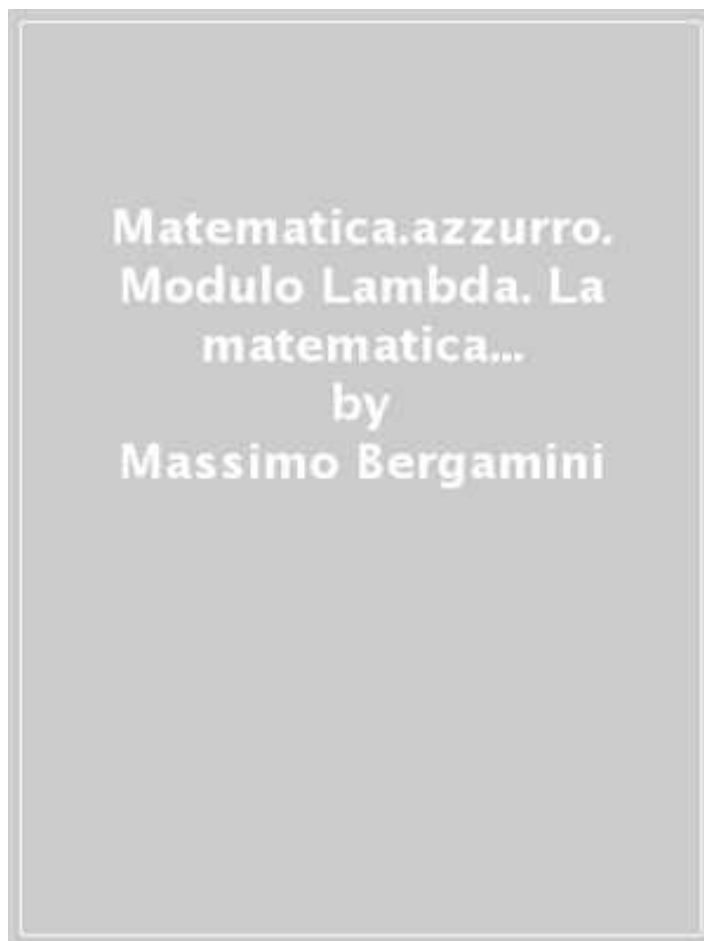 Matematica.azzurro.
Modulo Lambda. La
matematica...
by
Massimo Bergamini